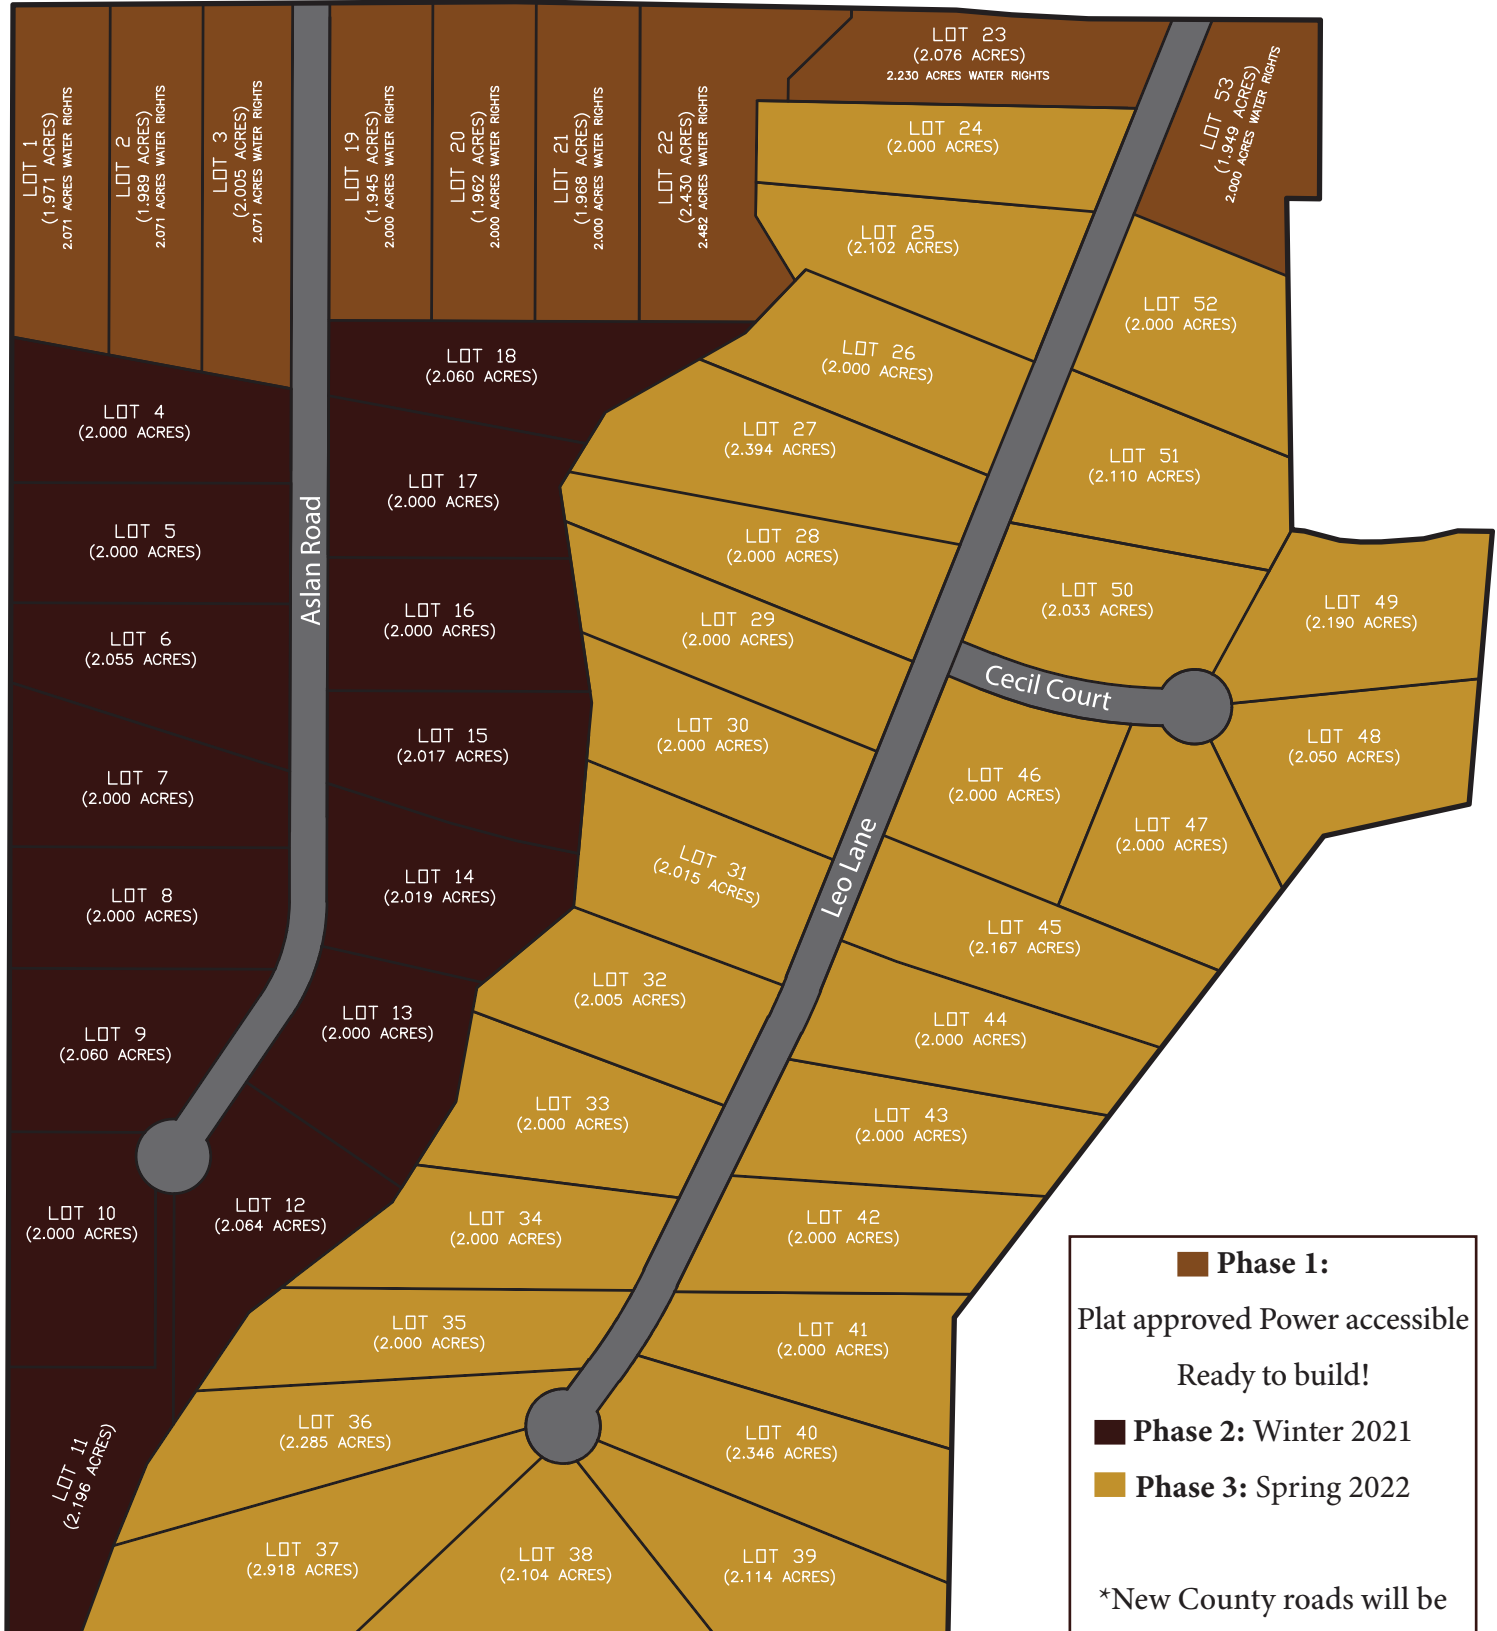 LOT 1
(1.971 ACRES)
2.071 ACRES WATER RIGHTS
LOT 2
(1.989 ACRES)
2.071 ACRES WATER RIGHTS
LOT 3
(2.005 ACRES)
2.071 ACRES WATER RIGHTS
LOT 19
(1.945 ACRES)
2.000 ACRES WATER RIGHTS
LOT 20
(1.962 ACRES)
2.000 ACRES WATER RIGHTS
LOT 21
(1.968 ACRES)
2.000 ACRES WATER RIGHTS
LOT 22
(2.430 ACRES)
2.482 ACRES WATER RIGHTS
LOT 23
(2.076 ACRES)
2.230 ACRES WATER RIGHTS
LOT 53
(1.949 ACRES)
2.000 ACRES WATER RIGHTS
LOT 24
(2.000 ACRES)
LOT 25
(2.102 ACRES)
LOT 52
(2.000 ACRES)
LOT 18
(2.060 ACRES)
LOT 26
(2.000 ACRES)
LOT 4
(2.000 ACRES)
LOT 27
(2.394 ACRES)
LOT 51
(2.110 ACRES)
LOT 17
(2.000 ACRES)
LOT 5
(2.000 ACRES)
Aslan Road
LOT 28
(2.000 ACRES)
LOT 50
(2.033 ACRES)
LOT 49
(2.190 ACRES)
LOT 16
(2.000 ACRES)
LOT 29
(2.000 ACRES)
LOT 6
(2.055 ACRES)
Cecil Court
LOT 30
(2.000 ACRES)
LOT 15
(2.017 ACRES)
LOT 48
(2.050 ACRES)
LOT 7
(2.000 ACRES)
LOT 46
(2.000 ACRES)
LOT 47
(2.000 ACRES)
LOT 31
(2.015 ACRES)
Leo Lane
LOT 14
(2.019 ACRES)
LOT 8
(2.000 ACRES)
LOT 45
(2.167 ACRES)
LOT 32
(2.005 ACRES)
LOT 13
(2.000 ACRES)
LOT 44
(2.000 ACRES)
LOT 9
(2.060 ACRES)
LOT 33
(2.000 ACRES)
LOT 43
(2.000 ACRES)
LOT 10
(2.000 ACRES)
LOT 12
(2.064 ACRES)
LOT 34
(2.000 ACRES)
LOT 42
(2.000 ACRES)
LOT 35
(2.000 ACRES)
LOT 41
(2.000 ACRES)
LOT 36
(2.285 ACRES)
LOT 40
(2.346 ACRES)
LOT 11
(2.196 ACRES)
LOT 37
(2.918 ACRES)
LOT 38
(2.104 ACRES)
LOT 39
(2.114 ACRES)
Phase 1:
Plat approved Power accessible
Ready to build!
Phase 2: Winter 2021
Phase 3: Spring 2022
*New County roads will be